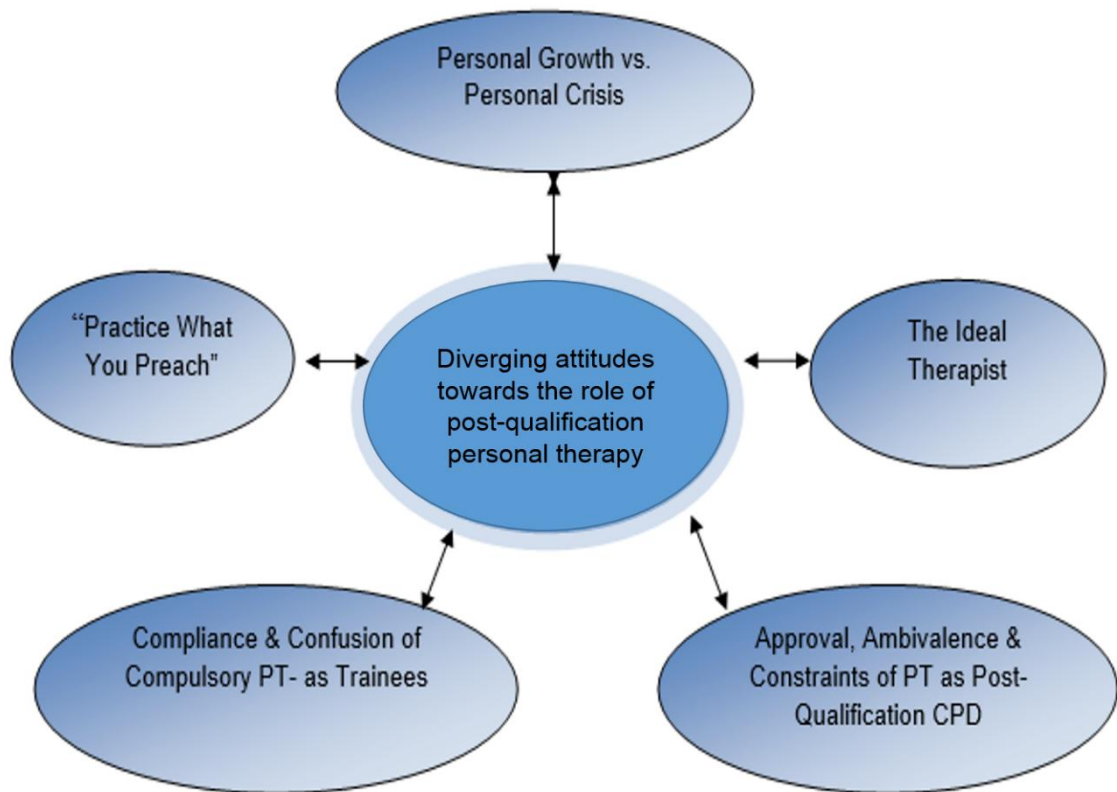 Personal Growth vs.
Personal Crisis
“Practice What
You Preach"
Diverging attitudes
towards the role of
post-qualification
personal therapy
The Ideal
Therapist
Compliance & Confusion of
Compulsory PT- as Trainees
Approval, Ambivalence &
Constraints of PT as Post-
Qualification CPD